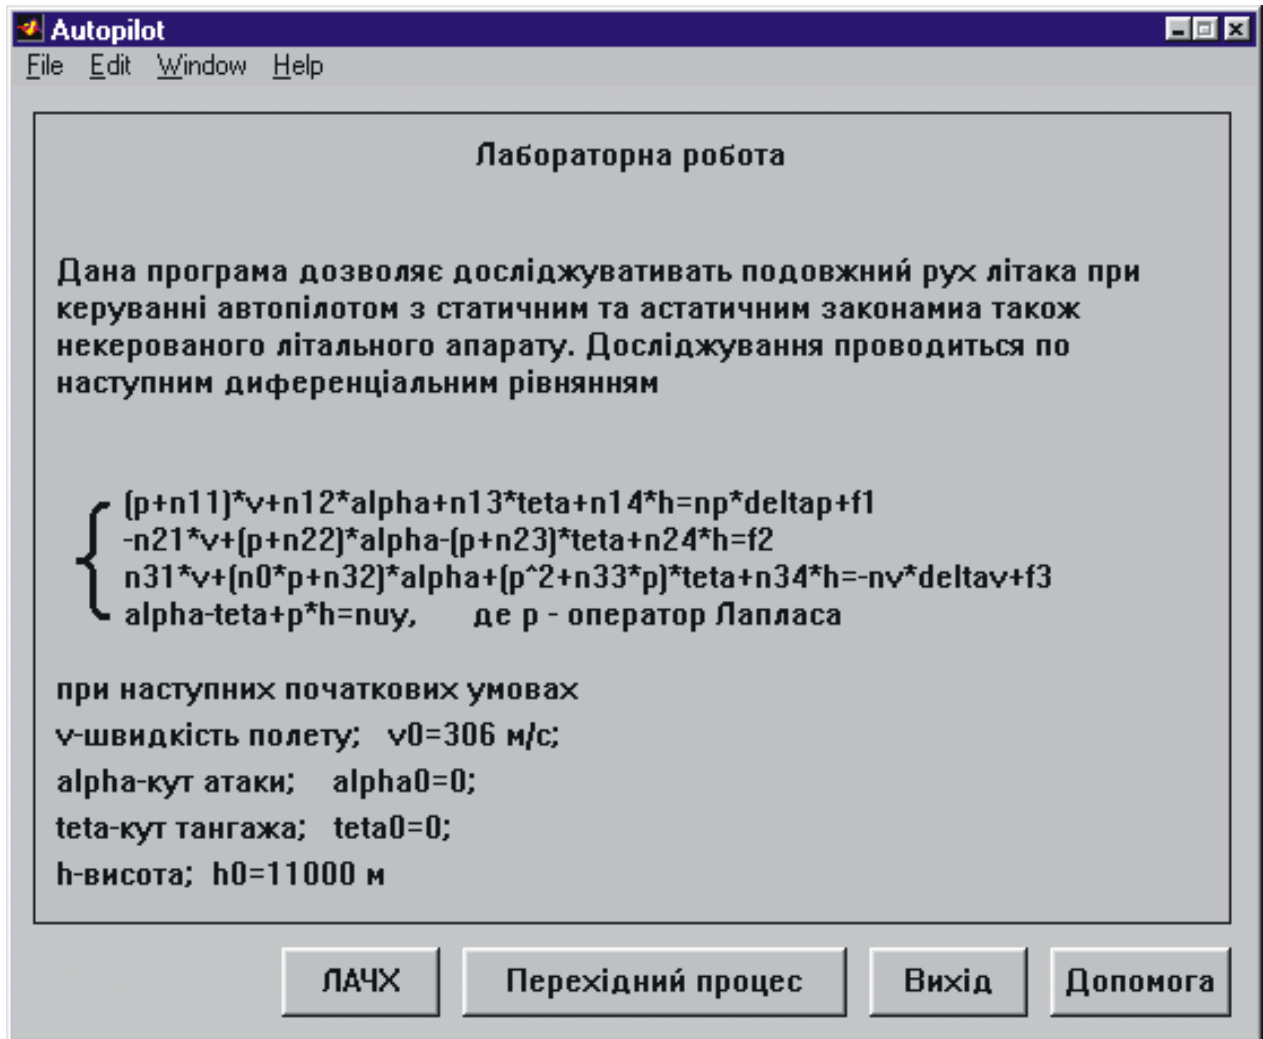 Autopilot
File Edit Window Help
Лабораторна робота
Дана програма дозволяє досліджувативать подовжний рух літака при
керуванні автопілотом з статичним та астатичним законамиа також
некерованого літального апарату. Досліджування проводиться по
наступним диференціальним рівнянням
(p+n11)*v+n12*alpha+n13*teta+n14*h=np*deltap+f1
-n21*v+(p+n22)*alpha-(p+n23)*teta+n24*h=f2
n31*v+(n0*p+n32)*alpha+(p^2+n33*p)*teta+n34*h=-nv*deltav+f3
alpha-teta+p*h=nuy, де p - оператор Лапласа
при наступних початкових умовах
v-швидкість полету; v0=306 м/с;
alpha-кут атаки; alpha0=0;
teta-кут тангажа; teta0=0;
h-висота; h0=11000 м
ЛАЧХ Перехідний процес Вихід Допомога